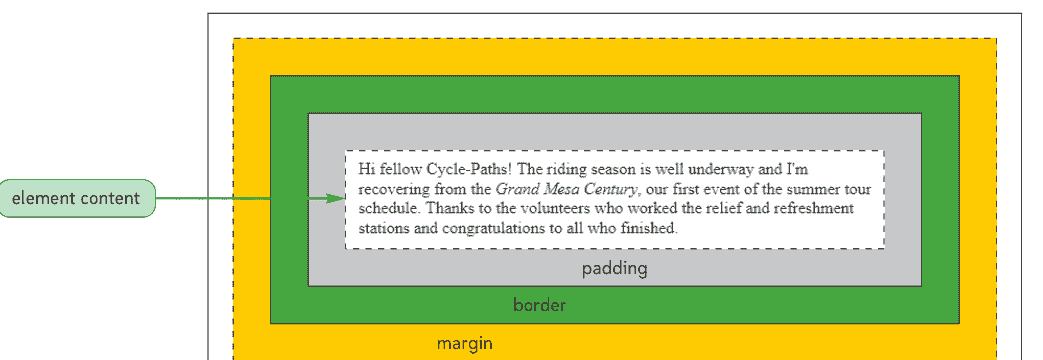 element content
Hi fellow Cycle-Paths! The riding season is well underway and I'm
recovering from the Grand Mesa Century, our first event of the summer tour
schedule. Thanks to the volunteers who worked the relief and refreshment
stations and congratulations to all who finished.
padding
border
margin